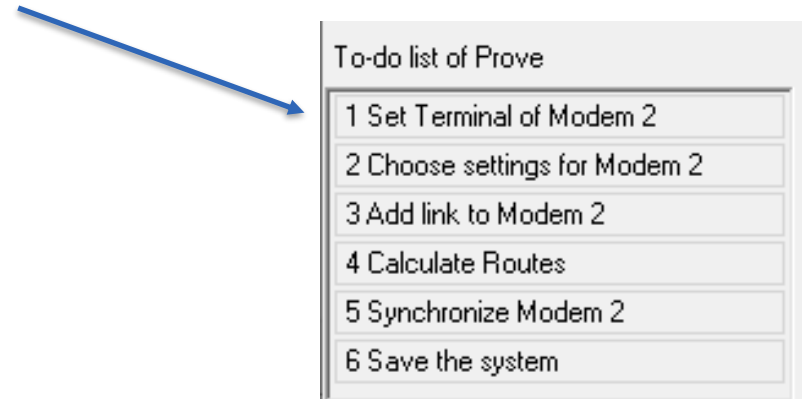 To-do list of Prove
1 Set Terminal of Modem 2
2 Choose settings for Modem 2
3 Add link to Modem 2
4 Calculate Routes
5 Synchronize Modem 2
6 Save the system